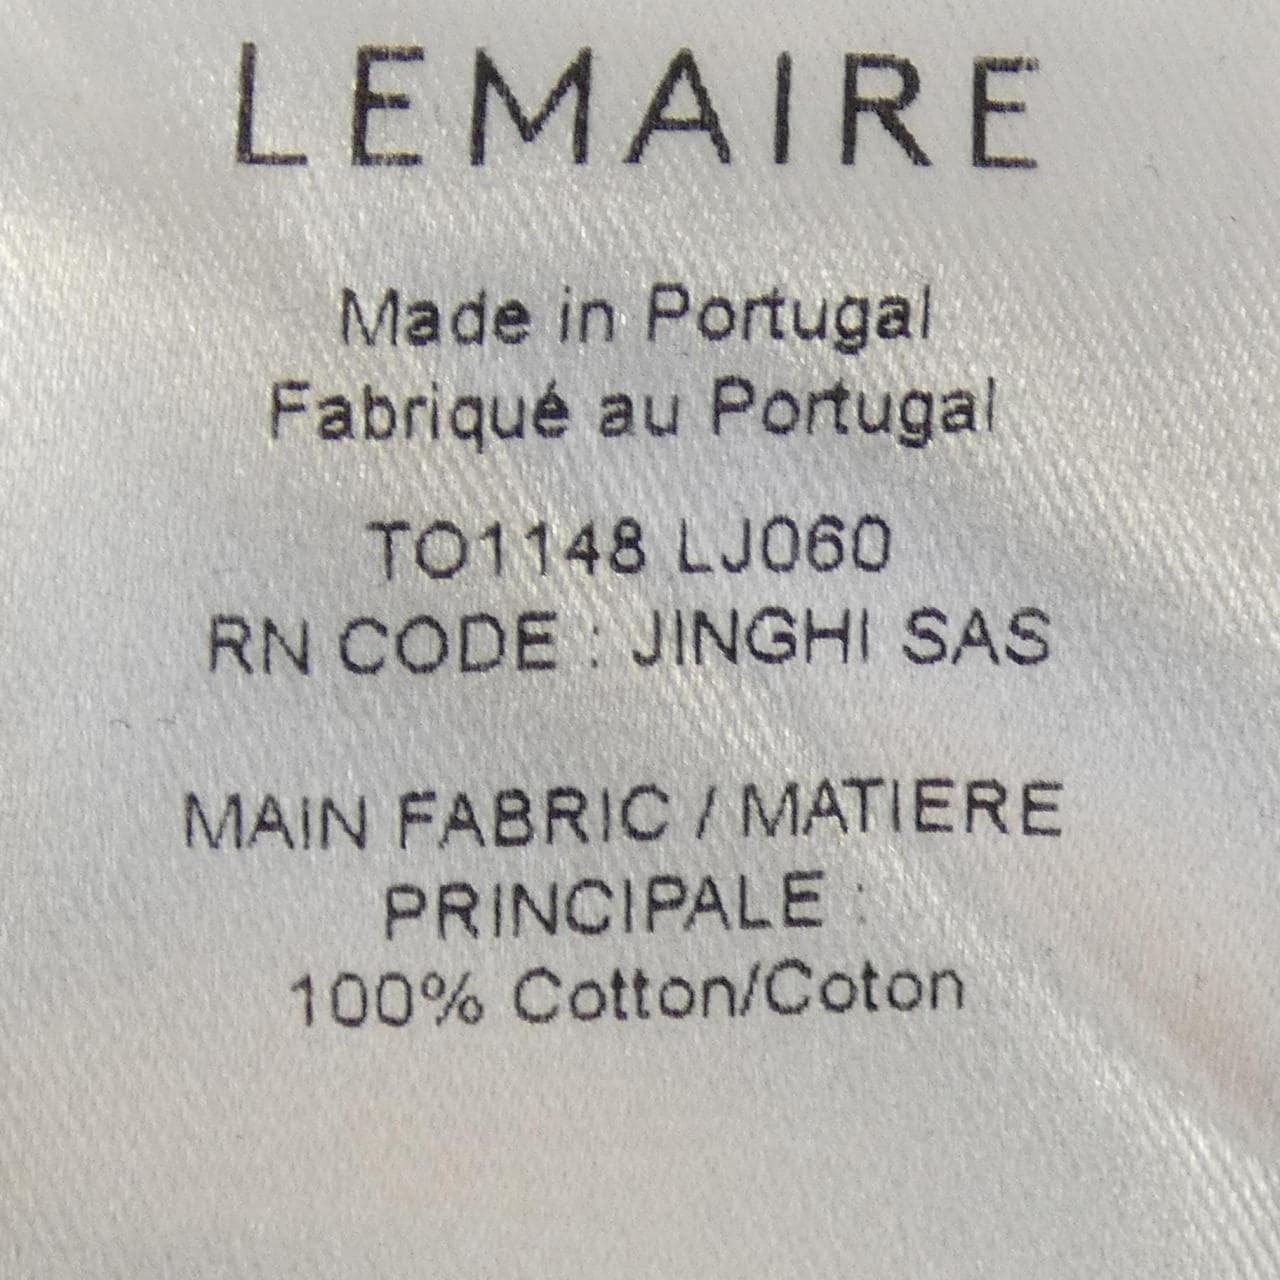 LEMAIRE
Made in Portugal
Fabriqué au Portugal
TO1148 LJ060
RN CODE : JINGHI SAS
MAIN FABRIC / MATIERE
PRINCIPALE :
100% Cotton/Coton